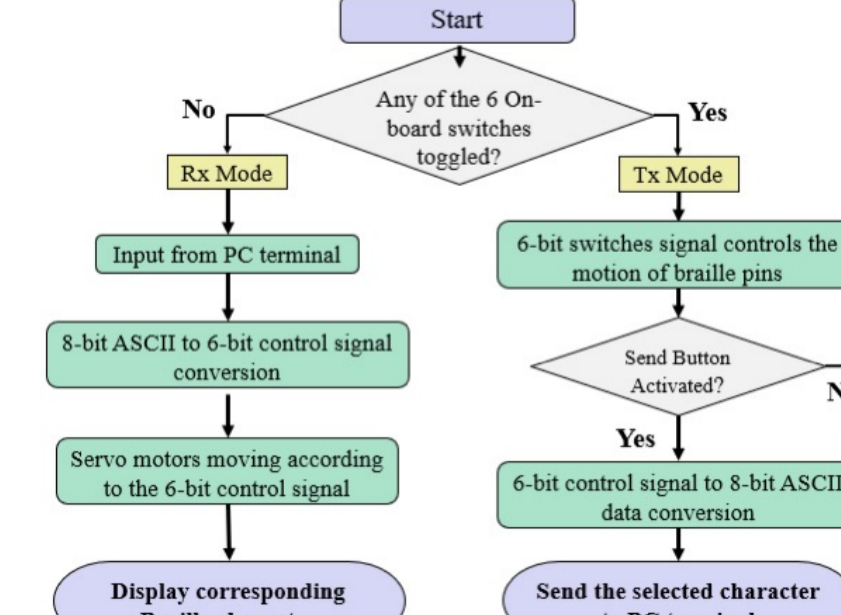 Start
Any of the 6 On-
board switches
toggled?
No
Yes
Rx Mode
Tx Mode
Input from PC terminal
6-bit switches signal controls the
motion of braille pins
8-bit ASCII to 6-bit control signal
conversion
Send Button
Activated?
N
Yes
Servo motors moving according
to the 6-bit control signal
6-bit control signal to 8-bit ASCII
data conversion
Display corresponding
Send the selected character